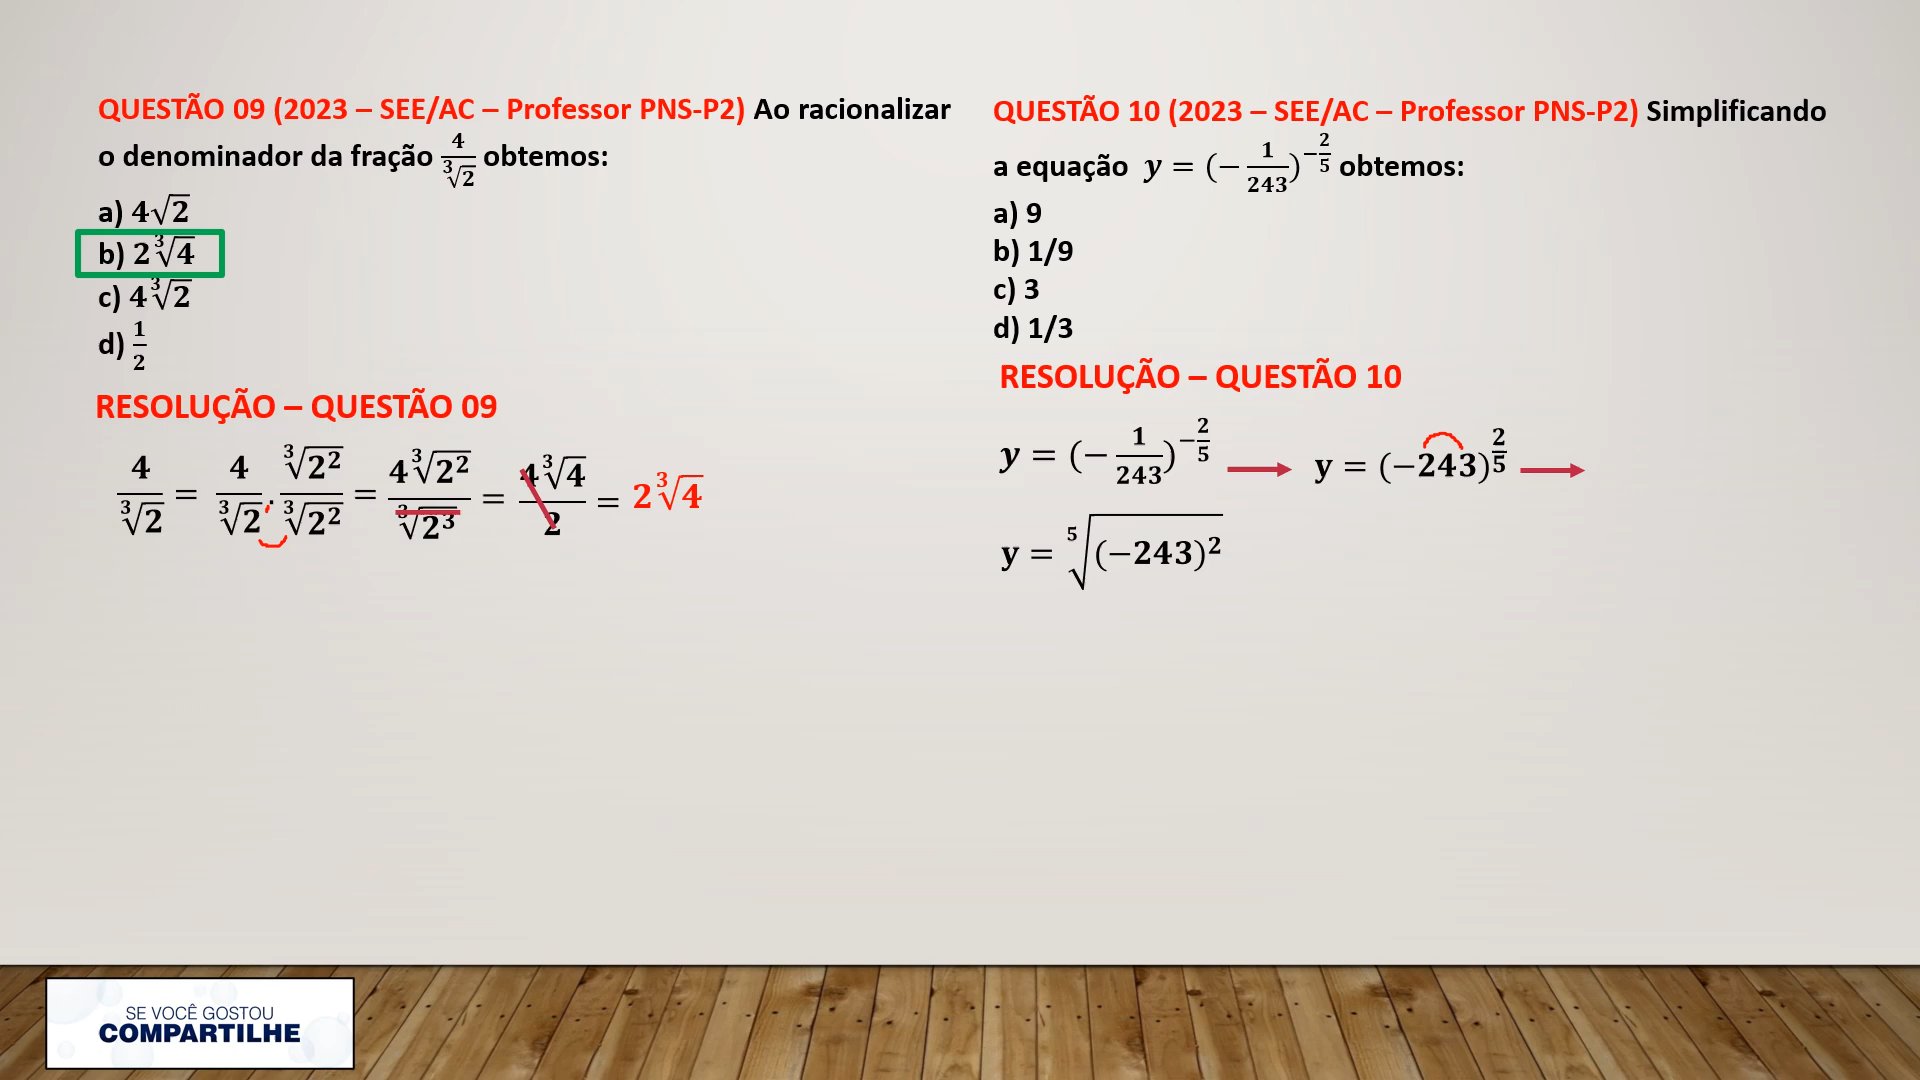 QUESTÃO 09 (2023 – SEE/AC – Professor PNS-P2) Ao racionalizar
o denominador da fração 4/∛2 obtemos:
a) 4√2
b) 2∛4
c) 4∛2
d) 1/2
RESOLUÇÃO – QUESTÃO 09
4/∛2 = 4/∛2 . ∛2²/∛2² = 4∛2²/∛2³ = 4∛4/2 = 2∛4
QUESTÃO 10 (2023 – SEE/AC – Professor PNS-P2) Simplificando
a equação y = (−1/243)^(−2/5) obtemos:
a) 9
b) 1/9
c) 3
d) 1/3
RESOLUÇÃO – QUESTÃO 10
y = (−1/243)^(−2/5) → y = (−243)^(2/5) →
y = ⁵√(−243)²
SE VOCÊ GOSTOU
COMPARTILHE